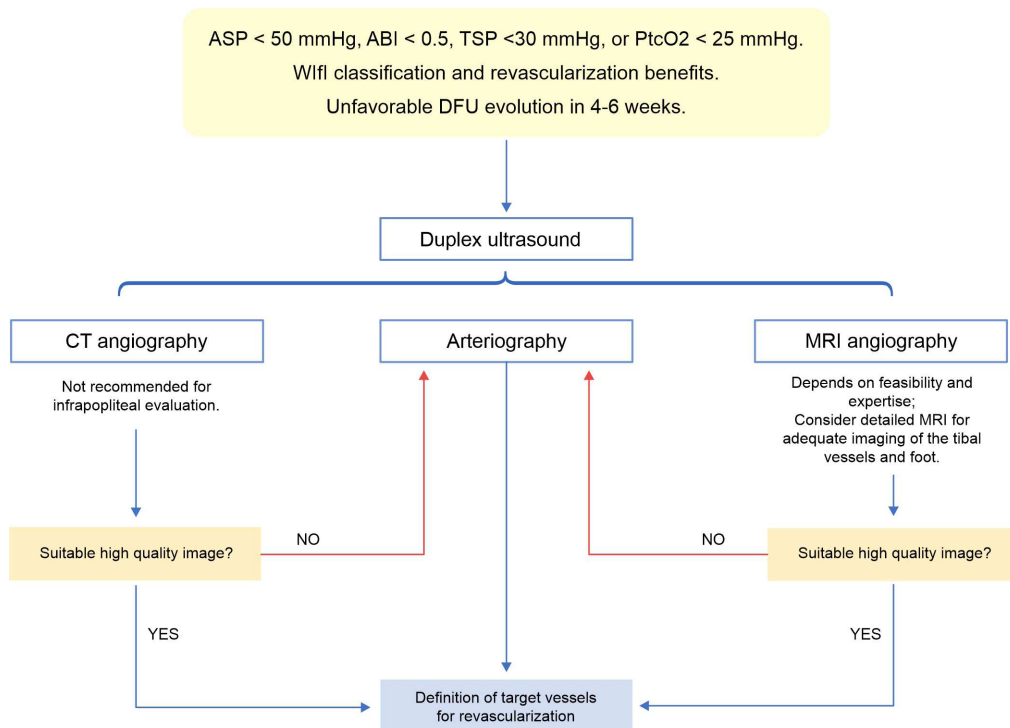 ASP < 50 mmHg, ABI < 0.5, TSP <30 mmHg, or PtcO2 < 25 mmHg.
WIfI classification and revascularization benefits.
Unfavorable DFU evolution in 4-6 weeks.
Duplex ultrasound
CT angiography
Arteriography
MRI angiography
Not recommended for
infrapopliteal evaluation.
Depends on feasibility and
expertise;
Consider detailed MRI for
adequate imaging of the tibal
vessels and foot.
Suitable high quality image?
NO
NO
Suitable high quality image?
YES
YES
Definition of target vessels
for revascularization